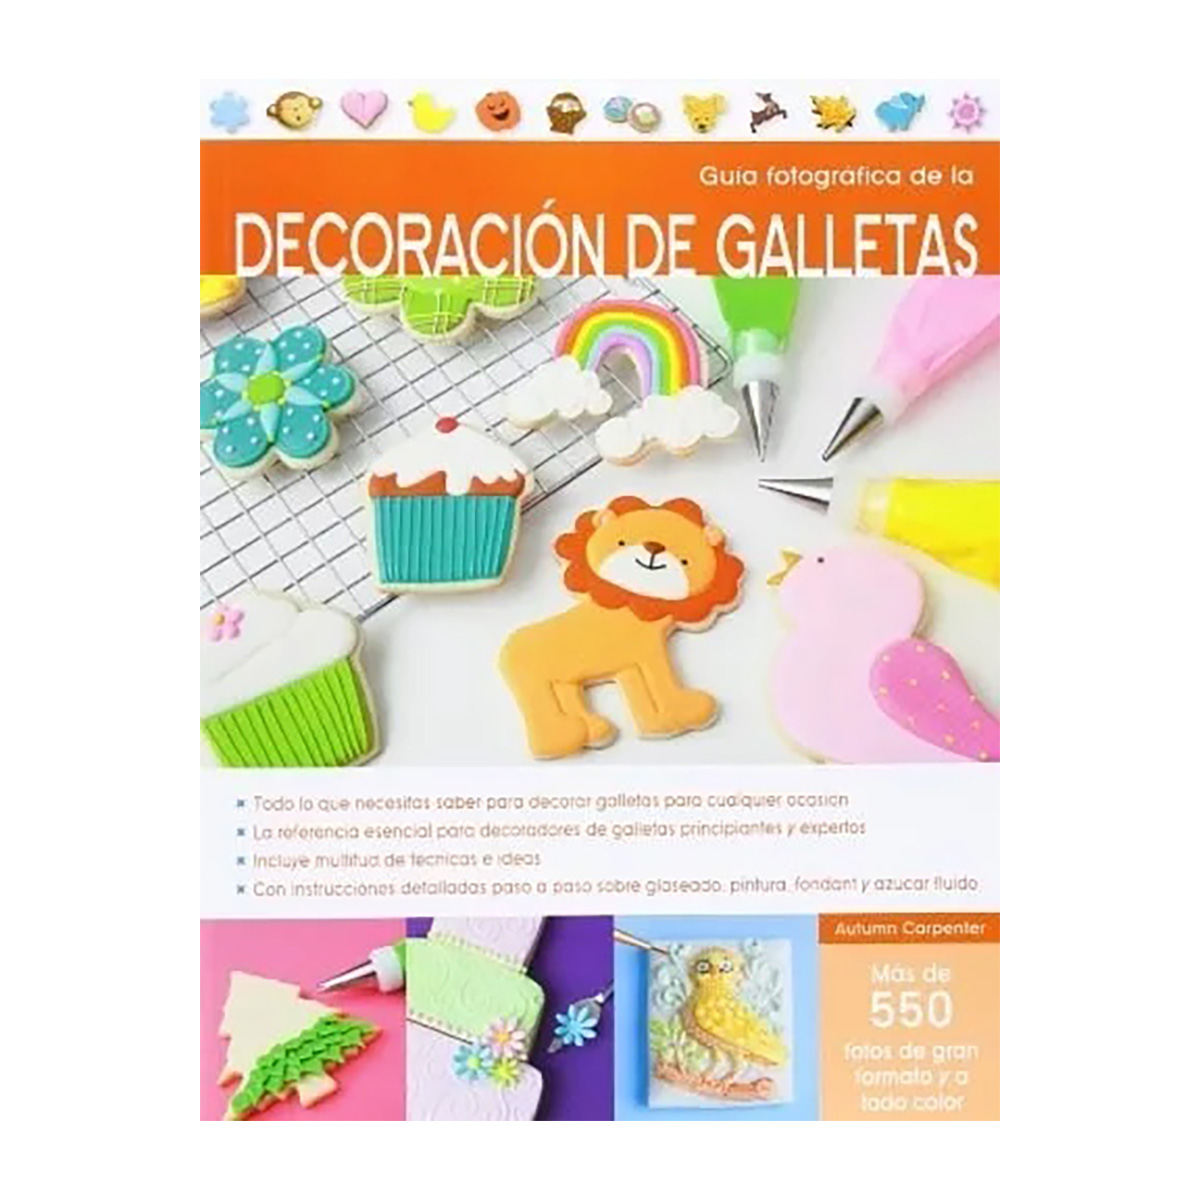 Guía fotográfica de la
DECORACIÓN DE GALLETAS
Todo lo que necesitas saber para decorar galletas para cualquier ocasión
La referencia esencial para decoradores de galletas principiantes y expertos
Incluye multitud de técnicas e ideas
Con instrucciones detalladas paso a paso sobre glaseado, pintura, fondant y azúcar fluido
Autumn Carpenter
Más de
550
fotos de gran
formato y a
todo color